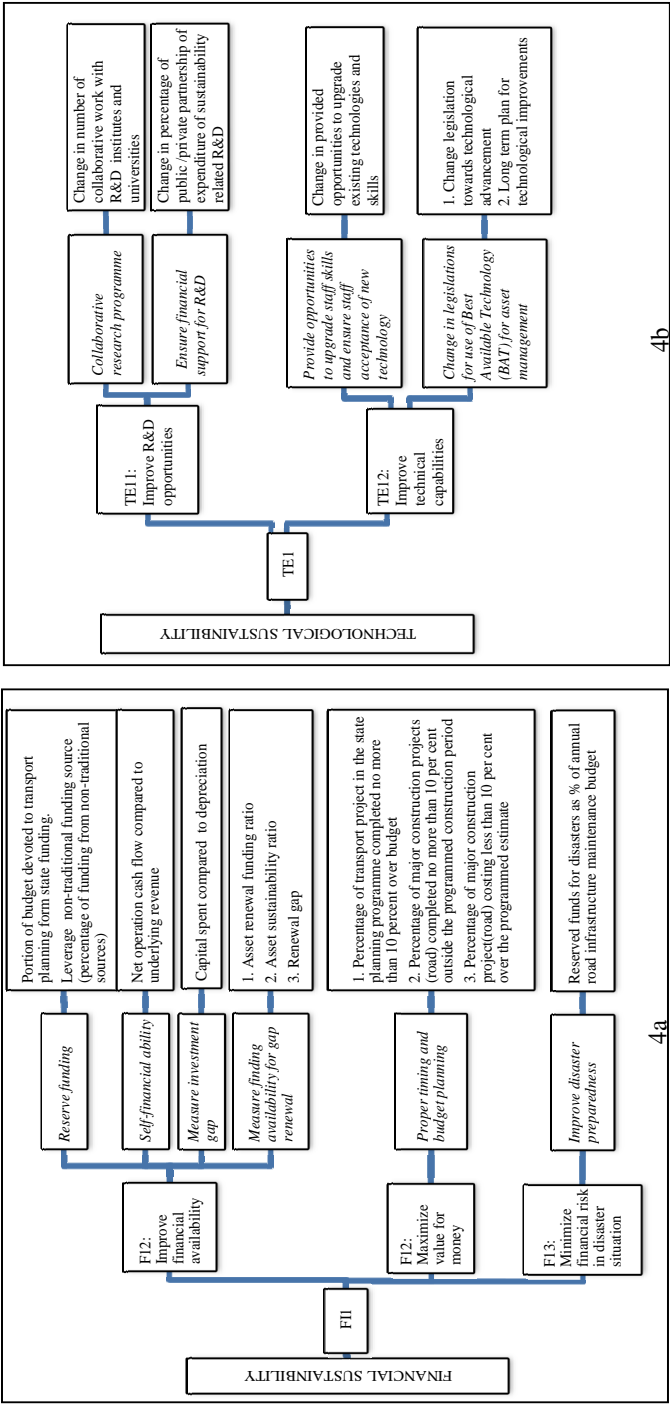 FINANCIAL SUSTAINBILITY
FI1
F12:
Improve
financial
availability
Reserve funding
Portion of budget devoted to transport
planning form state funding.
Leverage non-traditional funding source
(percentage of funding from non-traditional
sources)
Self-financial ability
Net operation cash flow compared to
underlying revenue
Measure investment
gap
Capital spent compared to depreciation
Measure finding
availability for gap
renewal
1. Asset renewal funding ratio
2. Asset sustainability ratio
3. Renewal gap
F12:
Maximize
value for
money
Proper timing and
budget planning
1. Percentage of transport project in the state
planning programme completed no more
than 10 percent over budget
2. Percentage of major construction projects
(road) completed no more than 10 per cent
outside the programmed construction period
3. Percentage of major construction
project(road) costing less than 10 per cent
over the programmed estimate
F13:
Minimize
financial risk
in disaster
situation
Improve disaster
preparedness
Reserved funds for disasters as % of annual
road infrastructure maintenance budget
4a
TECHNOLOGICAL SUSTAINBILITY
TE1
TE11:
Improve R&D
opportunities
Collaborative
research programme
Change in number of
collaborative work with
R&D institutes and
universities
Ensure financial
support for R&D
Change in percentage of
public /private partnership of
expenditure of sustainability
related R&D
TE12:
Improve
technical
capabilities
Provide opportunities
to upgrade staff skills
and ensure staff
acceptance of new
technology
Change in provided
opportunities to upgrade
existing technologies and
skills
Change in legislations
for use of Best
Available Technology
(BAT) for asset
management
1. Change legislation
towards technological
advancement
2. Long term plan for
technological improvements
4b